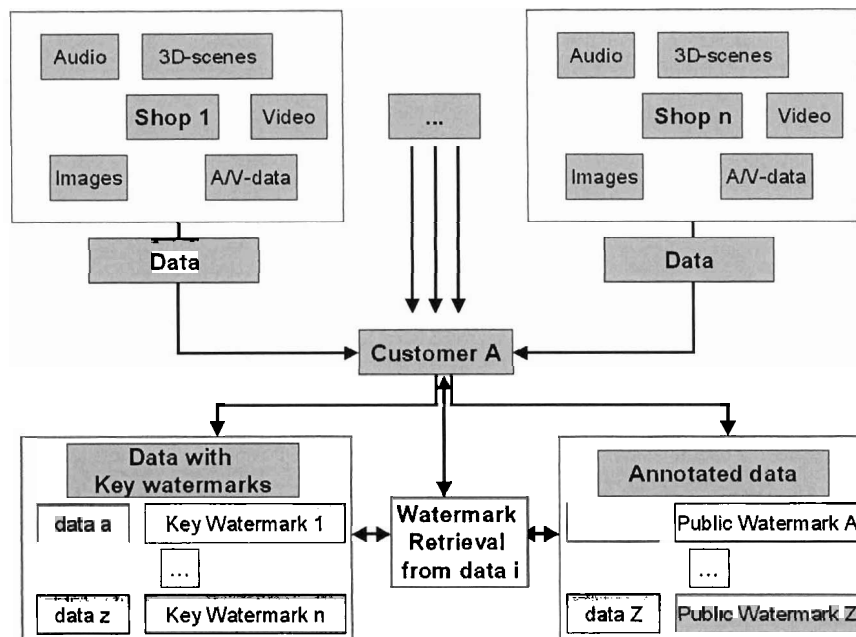 Audio
3D-scenes
Shop 1
Video
Images
A/V-data
...
Audio
3D-scenes
Shop n
Video
Images
A/V-data
Data
Data
Customer A
Data with
Key watermarks
data a
Key Watermark 1
...
data z
Key Watermark n
Watermark
Retrieval
from data i
Annotated data
Public Watermark A
...
data Z
Public Watermark Z